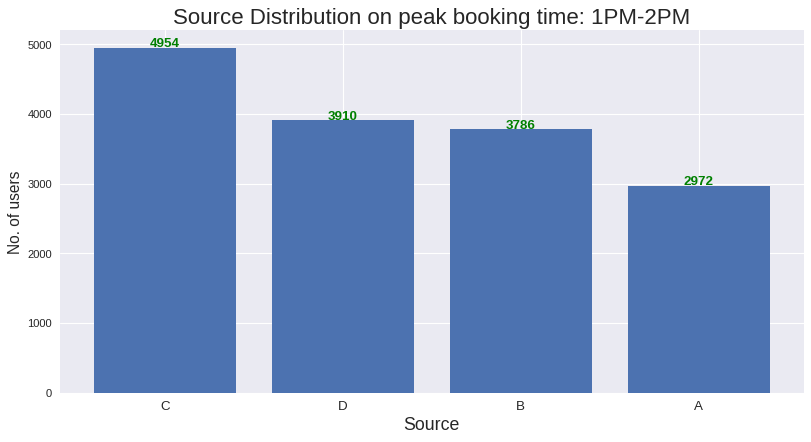 Source Distribution on peak booking time: 1PM-2PM
No. of users
5000
4000
3000
2000
1000
0
4954
3910
3786
2972
C
D
B
A
Source